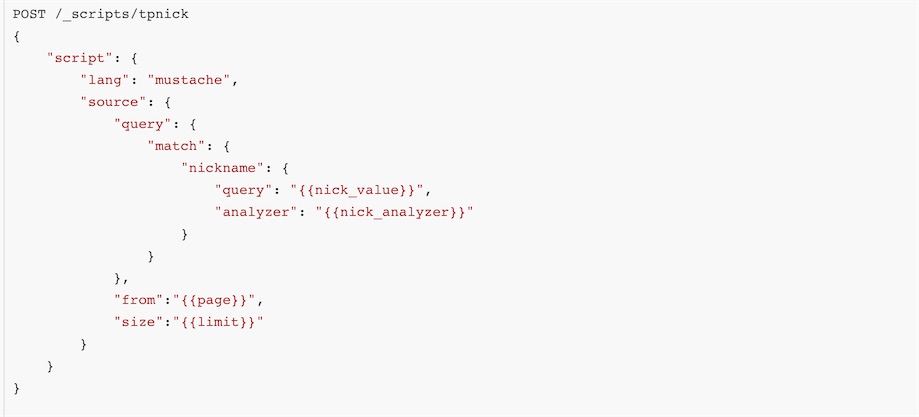 POST /_scripts/tpnick
{
    "script": {
        "lang": "mustache",
        "source": {
            "query": {
                "match": {
                    "nickname": {
                        "query": "{{nick_value}}",
                        "analyzer": "{{nick_analyzer}}"
                    }
                }
            },
            "from":"{{page}}",
            "size":"{{limit}}"
        }
    }
}